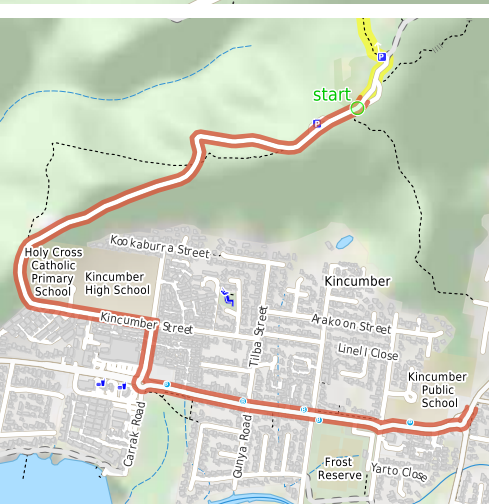 P
start
P
Kookaburra Street
Holy Cross
Catholic
Primary
School
Kincumber
High School
Kincumber
Kincumber Street
Arakoon Street
Tilba Street
Linel Close
Kincumber
Public
School
Carrak Road
Gunya Road
Frost
Reserve
Yarto Close